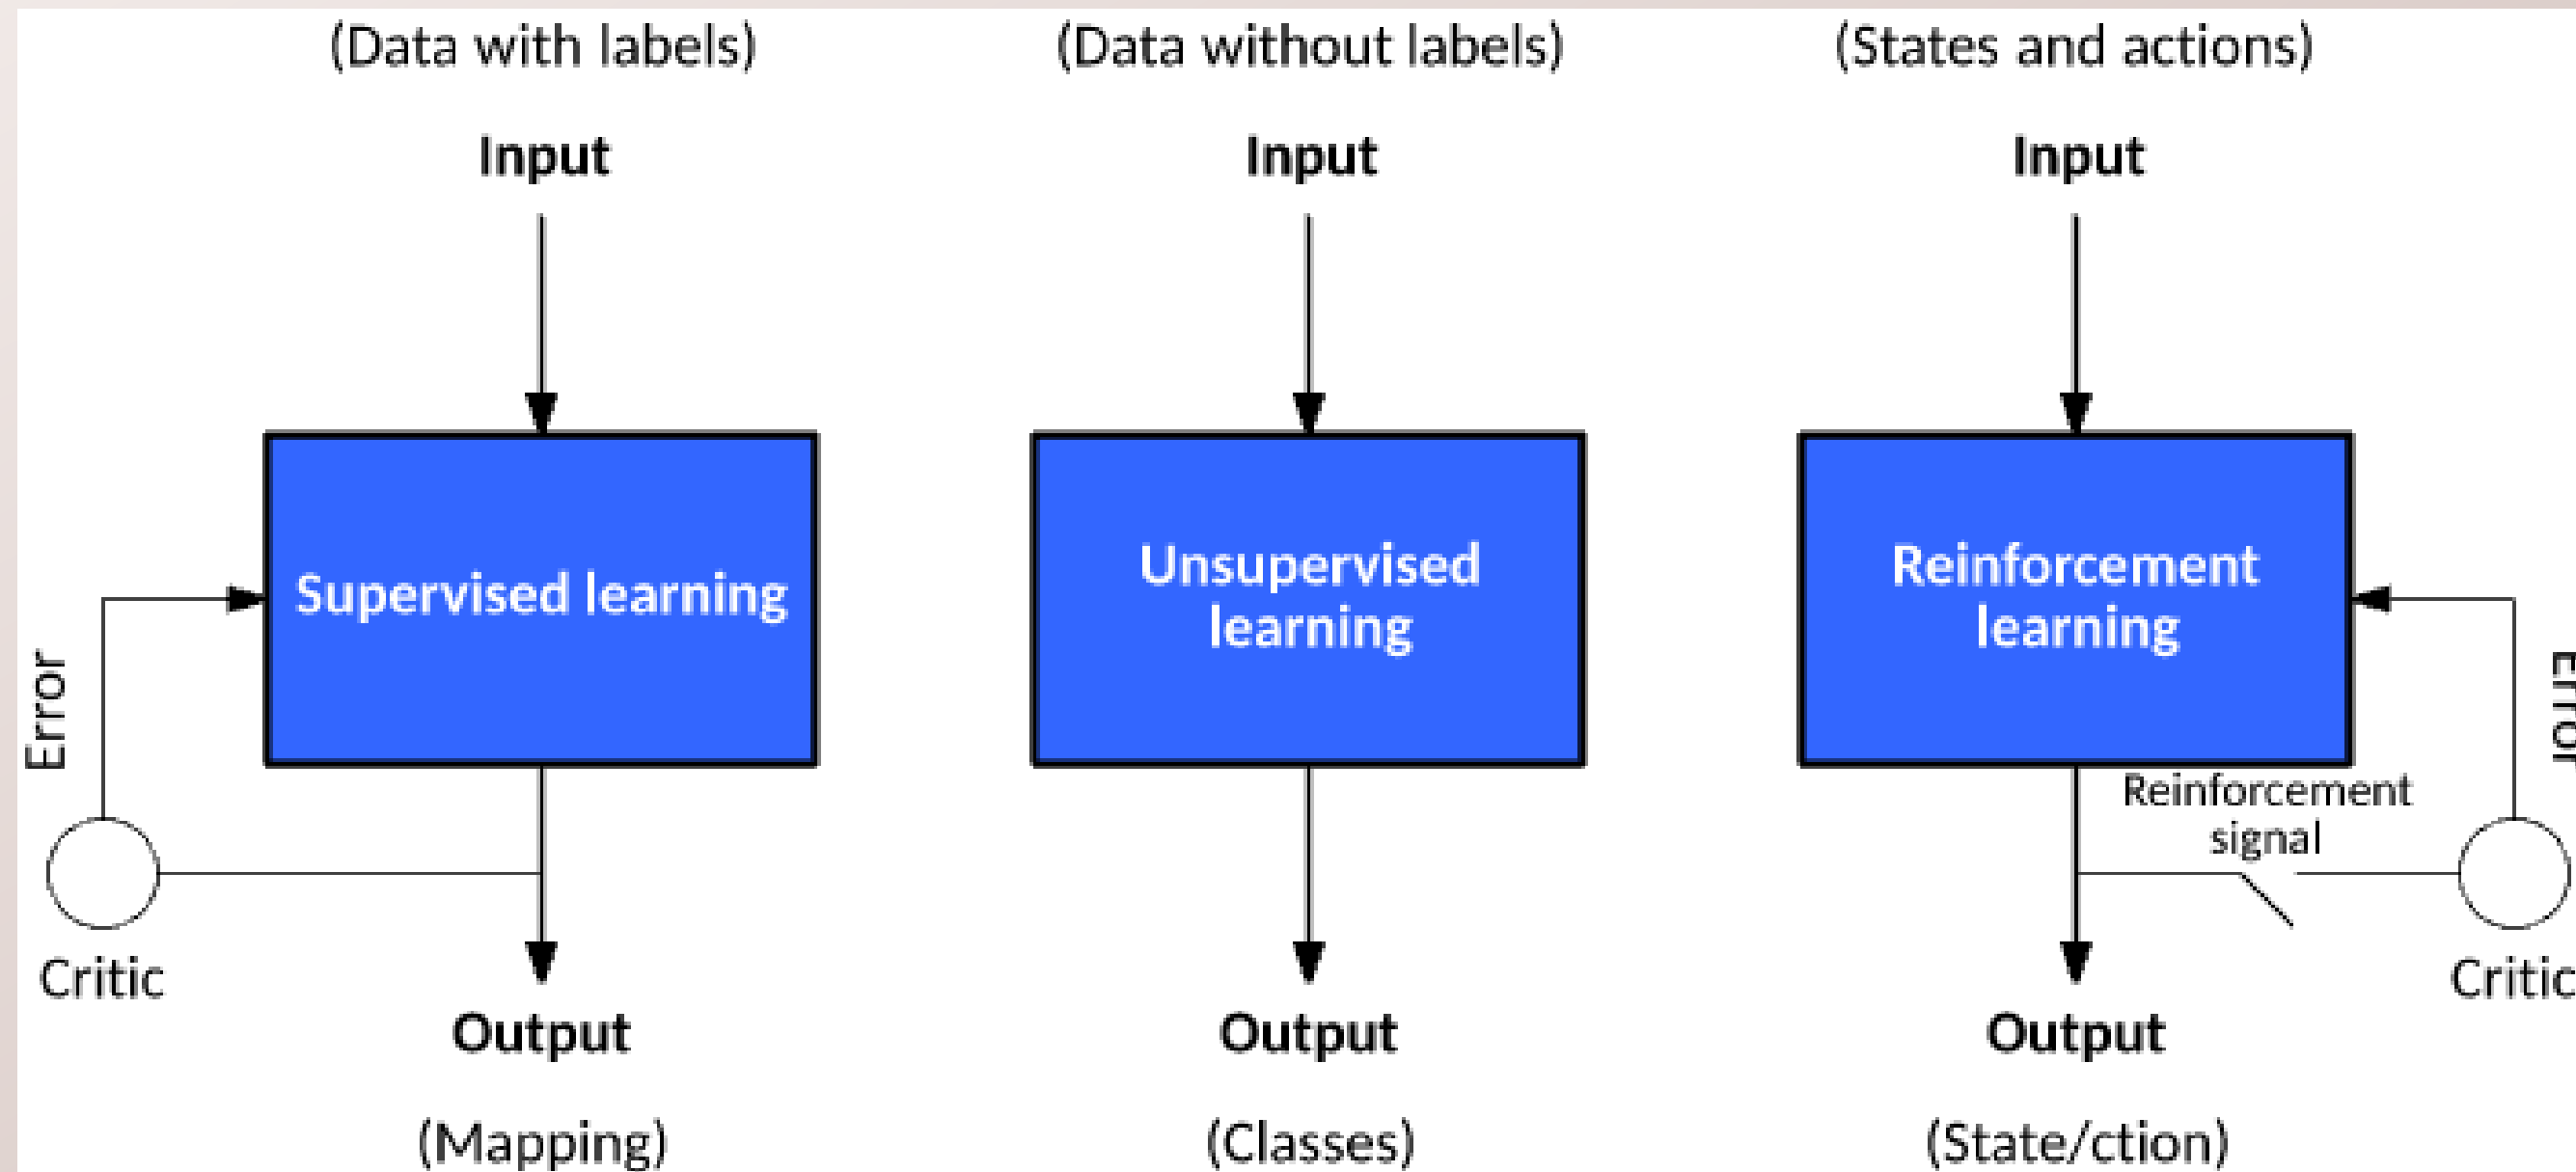 (Data with labels)
Input
Supervised learning
Error
Critic
Output
(Mapping)
(Data without labels)
Input
Unsupervised
learning
Output
(Classes)
(States and actions)
Input
Reinforcement
learning
Error
Reinforcement
signal
Critic
Output
(State/ction)